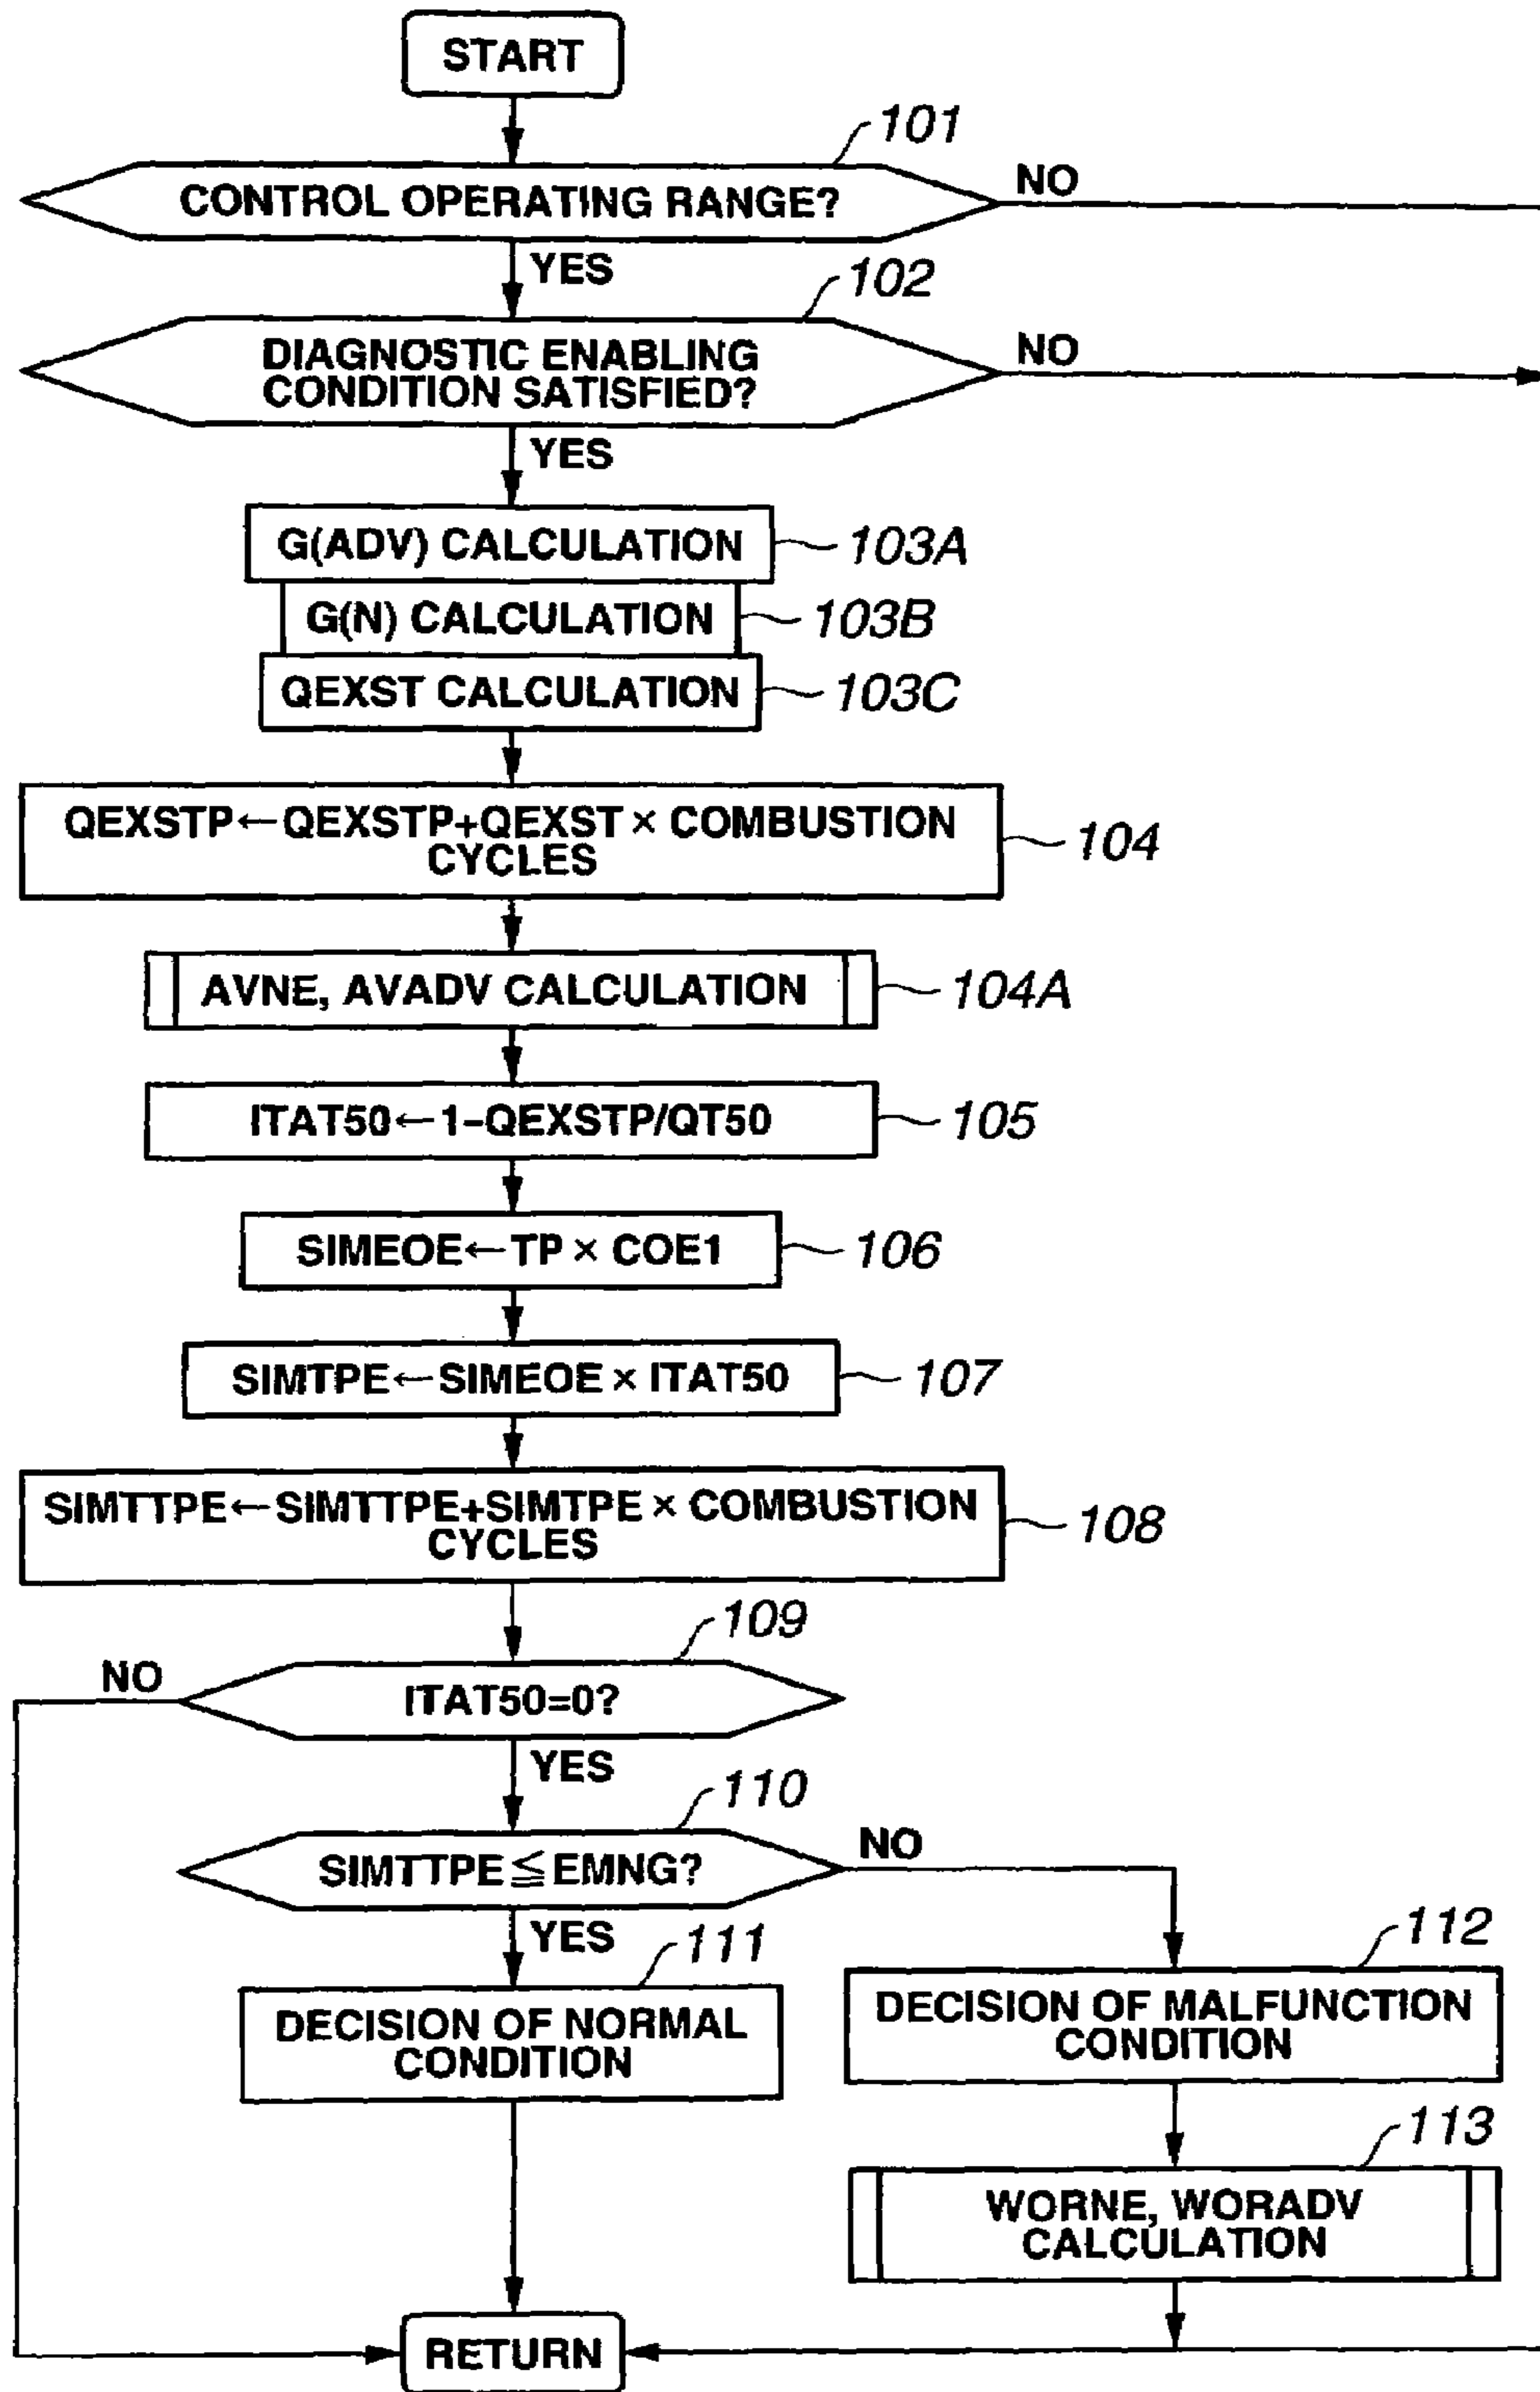 START
101
CONTROL OPERATING RANGE?
NO
YES
102
DIAGNOSTIC ENABLING
CONDITION SATISFIED?
NO
YES
G(ADV) CALCULATION
103A
G(N) CALCULATION
103B
QEXST CALCULATION
103C
QEXSTP←QEXSTP+QEXST × COMBUSTION
CYCLES
104
AVNE, AVADV CALCULATION
104A
ITAT50←1-QEXSTP/QT50
105
SIMEOE←TP × COE1
106
SIMTPE←SIMEOE × ITAT50
107
SIMTTPE←SIMTTPE+SIMTPE × COMBUSTION
CYCLES
108
109
NO
ITAT50=0?
YES
110
SIMTTPE≦EMNG?
NO
YES
111
DECISION OF NORMAL
CONDITION
112
DECISION OF MALFUNCTION
CONDITION
113
WORNE, WORADV
CALCULATION
RETURN